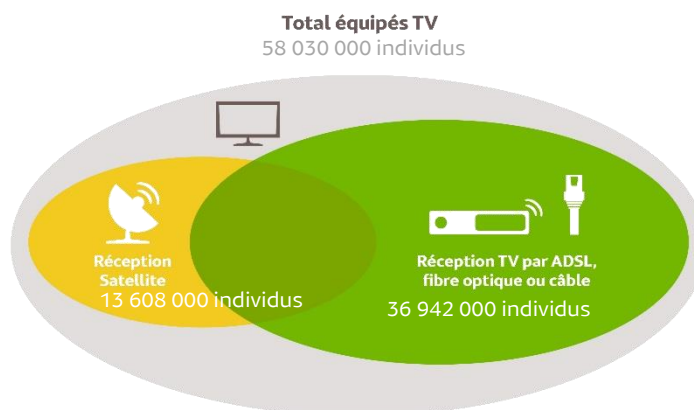 Total équipés TV
58 030 000 individus
Réception
Satellite
13 608 000 individus
Réception TV par ADSL,
fibre optique ou câble
36 942 000 individus